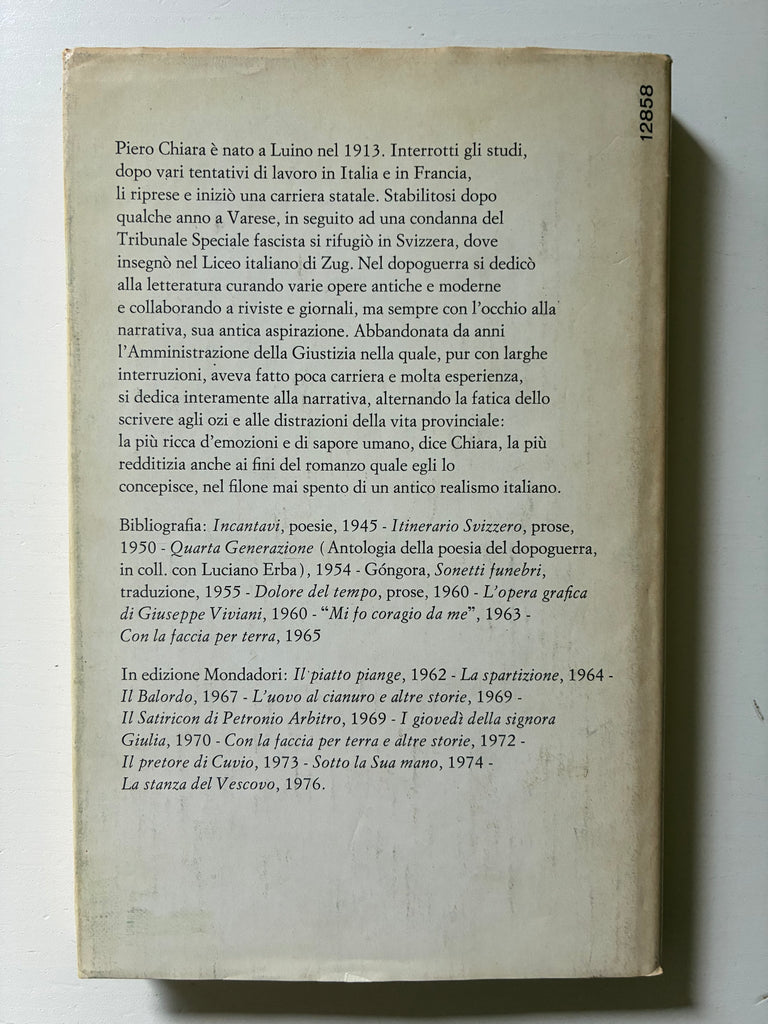 12858
Piero Chiara è nato a Luino nel 1913. Interrotti gli studi,
dopo vari tentativi di lavoro in Italia e in Francia,
li riprese e iniziò una carriera statale. Stabilitosi dopo
qualche anno a Varese, in seguito ad una condanna del
Tribunale Speciale fascista si rifugiò in Svizzera, dove
insegnò nel Liceo italiano di Zug. Nel dopoguerra si dedicò
alla letteratura curando varie opere antiche e moderne
e collaborando a riviste e giornali, ma sempre con l'occhio alla
narrativa, sua antica aspirazione. Abbandonata da anni
l'Amministrazione della Giustizia nella quale, pur con larghe
interruzioni, aveva fatto poca carriera e molta esperienza,
si dedica interamente alla narrativa, alternando la fatica dello
scrivere agli ozi e alle distrazioni della vita provinciale:
la più ricca d'emozioni e di sapore umano, dice Chiara, la più
redditizia anche ai fini del romanzo quale egli lo
concepisce, nel filone mai spento di un antico realismo italiano.
Bibliografia: Incantavi, poesie, 1945 - Itinerario Svizzero, prose,
1950 - Quarta Generazione (Antologia della poesia del dopoguerra,
in coll. con Luciano Erba), 1954 - Góngora, Sonetti funebri,
traduzione, 1955 - Dolore del tempo, prose, 1960 - L'opera grafica
di Giuseppe Viviani, 1960 - "Mi fo coragio da me", 1963 -
Con la faccia per terra, 1965
In edizione Mondadori: Il piatto piange, 1962 - La spartizione, 1964 -
Il Balordo, 1967 - L'uovo al cianuro e altre storie, 1969 -
Il Satiricon di Petronio Arbitro, 1969 - I giovedì della signora
Giulia, 1970 - Con la faccia per terra e altre storie, 1972 -
Il pretore di Cuvio, 1973 - Sotto la Sua mano, 1974 -
La stanza del Vescovo, 1976.